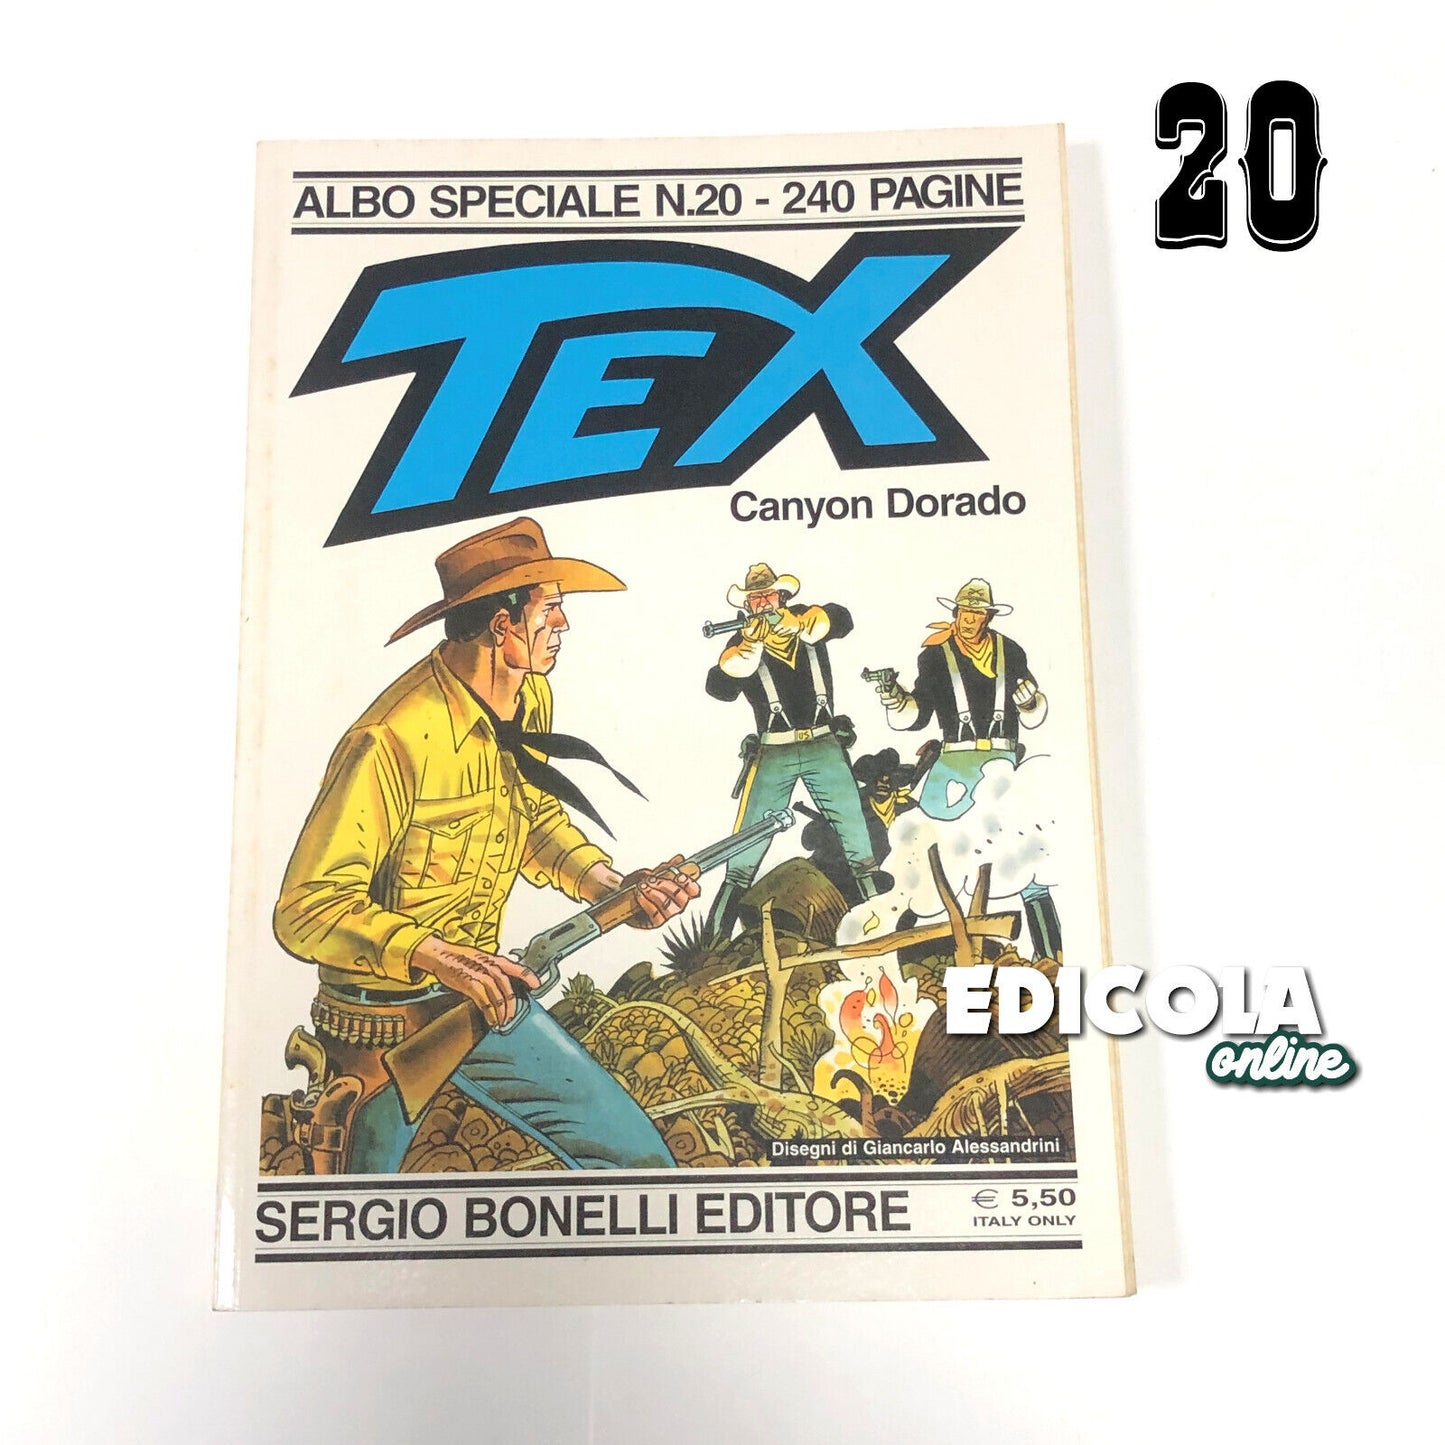 20
ALBO SPECIALE N.20 - 240 PAGINE
TEX
Canyon Dorado
US
EDICOLA
online
Disegni di Giancarlo Alessandrini
SERGIO BONELLI EDITORE
€ 5,50
ITALY ONLY